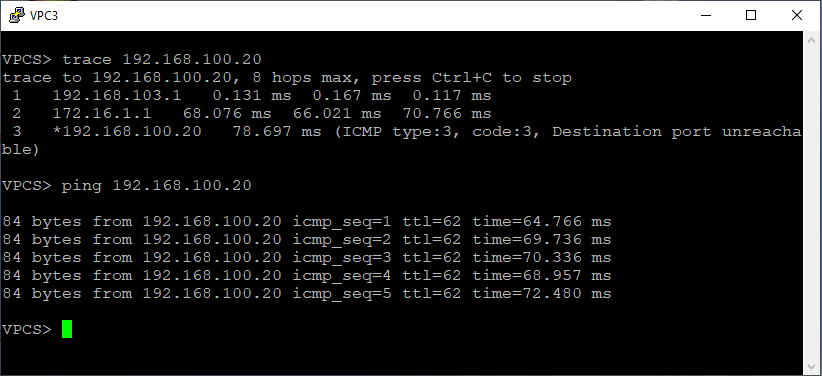 VPC3
VPCS> trace 192.168.100.20
trace to 192.168.100.20, 8 hops max, press Ctrl+C to stop
 1   192.168.103.1   0.131 ms  0.167 ms  0.117 ms
 2   172.16.1.1   68.076 ms  66.021 ms  70.766 ms
 3   *192.168.100.20   78.697 ms (ICMP type:3, code:3, Destination port unreacha
ble)
VPCS> ping 192.168.100.20
84 bytes from 192.168.100.20 icmp_seq=1 ttl=62 time=64.766 ms
84 bytes from 192.168.100.20 icmp_seq=2 ttl=62 time=69.736 ms
84 bytes from 192.168.100.20 icmp_seq=3 ttl=62 time=70.336 ms
84 bytes from 192.168.100.20 icmp_seq=4 ttl=62 time=68.957 ms
84 bytes from 192.168.100.20 icmp_seq=5 ttl=62 time=72.480 ms
VPCS>